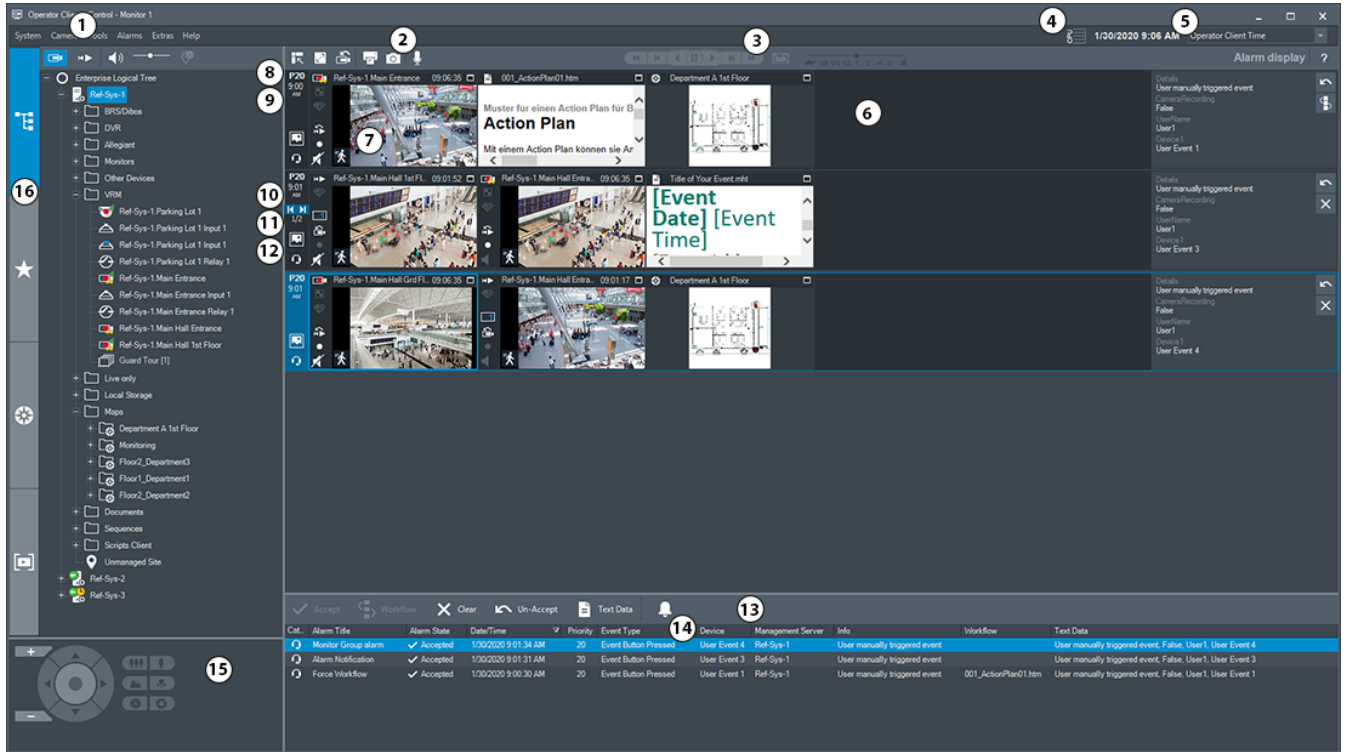 Operator Client Control - Monitor 1
1
4
5
System Camera Tools Alarms Extras Help
2
3
1/30/2020 9:06 AM Operator Client Time
Alarm display ?
8
Enterprise Logical Tree
9
Ref-Sys-1
BRS/Dibos
DVR
Allegiant
Monitors
Other Devices
16
VRM
Ref-Sys-1.Parking Lot 1
Ref-Sys-1.Parking Lot 1 Input 1
Ref-Sys-1.Parking Lot 1 Input 1
Ref-Sys-1.Parking Lot 1 Relay 1
Ref-Sys-1.Main Entrance
Ref-Sys-1.Main Entrance Input 1
Ref-Sys-1.Main Entrance Relay 1
Ref-Sys-1.Main Hall Entrance
Ref-Sys-1.Main Hall 1st Floor
Guard Tour [1]
Live only
Local Storage
Maps
Department A 1st Floor
Monitoring
Floor2_Department3
Floor1_Department1
Floor2_Department2
Documents
Sequences
Scripts Client
Unmanaged Site
Ref-Sys-2
Ref-Sys-3
P20
9:00
AM
Ref-Sys-1.Main Entrance 09:06:35
7
001_ActionPlan01.htm
Muster für einen Action Plan für B
Action Plan
Mit einem Action Plan können sie Ar
Department A 1st Floor
6
Details
User manually triggered event
CameraRecording
False
UserName
User1
Device1
User Event 1
10
11
12
P20
9:01
AM
1/2
Ref-Sys-1.Main Hall 1st Fl.. 09:01:52
Ref-Sys-1.Main Hall Entra.. 09:06:35
Title of Your Event.mht
[Event
Date] [Event
Time]
Details
User manually triggered event
CameraRecording
False
UserName
User1
Device1
User Event 3
P20
9:01
AM
Ref-Sys-1.Main Hall Grd Fl.. 09:06:35
Ref-Sys-1.Main Hall Entra.. 09:01:17
Department A 1st Floor
Details
User manually triggered event
CameraRecording
False
UserName
User1
Device1
User Event 4
Accept Workflow Clear Un-Accept Text Data 13
14
Cat.. Alarm Title Alarm State Date/Time Priority Event Type Device Management Server Info Workflow Text Data
Monitor Group alarm Accepted 1/30/2020 9:01:34 AM 20 Event Button Pressed User Event 4 Ref-Sys-1 User manually triggered event User manually triggered event, False, User1, User Event 4
Alarm Notification Accepted 1/30/2020 9:01:31 AM 20 Event Button Pressed User Event 3 Ref-Sys-1 User manually triggered event User manually triggered event, False, User1, User Event 3
Force Workflow Accepted 1/30/2020 9:00:30 AM 20 Event Button Pressed User Event 1 Ref-Sys-1 User manually triggered event 001_ActionPlan01.htm User manually triggered event, False, User1, User Event 1
15